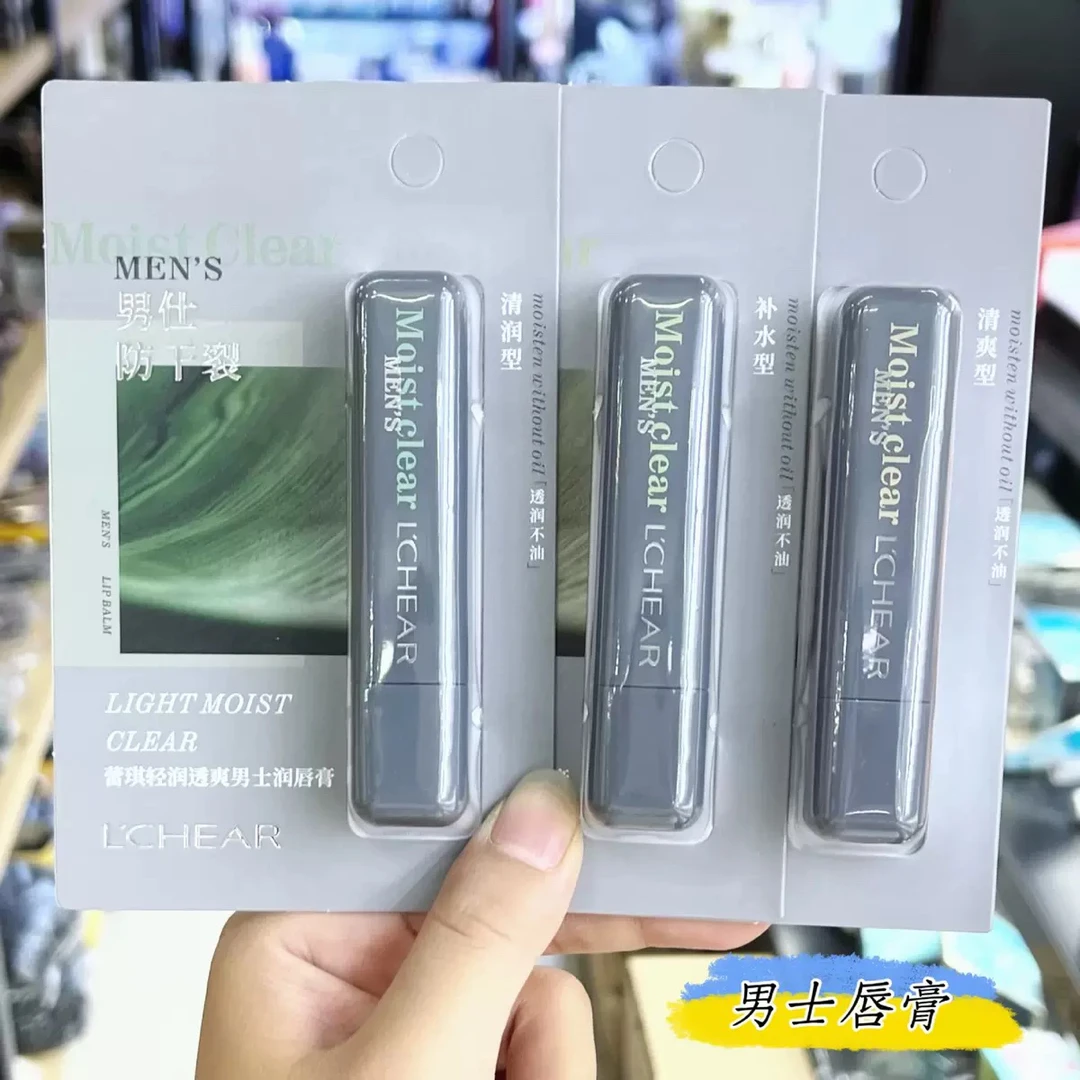 Moist Clear
MEN'S
男仕
防干裂
MEN'S LIP BALM
LIGHT MOIST
CLEAR
蕾琪轻润透爽男士润唇膏
L'CHEAR
Moist clear
MEN'S
L'CHEAR
清润型
moisten without oil「透润不油」
Moist clear
MEN'S
L'CHEAR
补水型
moisten without oil「透润不油」
Moist clear
MEN'S
L'CHEAR
清爽型
moisten without oil「透润不油」
男士唇膏